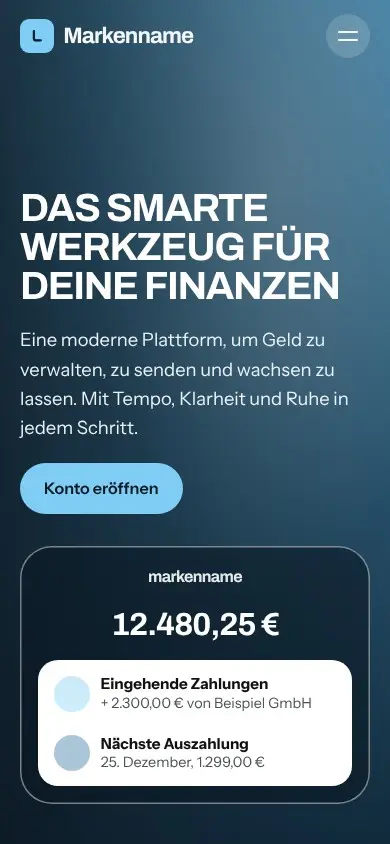 L Markenname
DAS SMARTE
WERKZEUG FÜR
DEINE FINANZEN
Eine moderne Plattform, um Geld zu
verwalten, zu senden und wachsen zu
lassen. Mit Tempo, Klarheit und Ruhe in
jedem Schritt.
Konto eröffnen
markenname
12.480,25 €
Eingehende Zahlungen
+ 2.300,00 € von Beispiel GmbH
Nächste Auszahlung
25. Dezember, 1.299,00 €